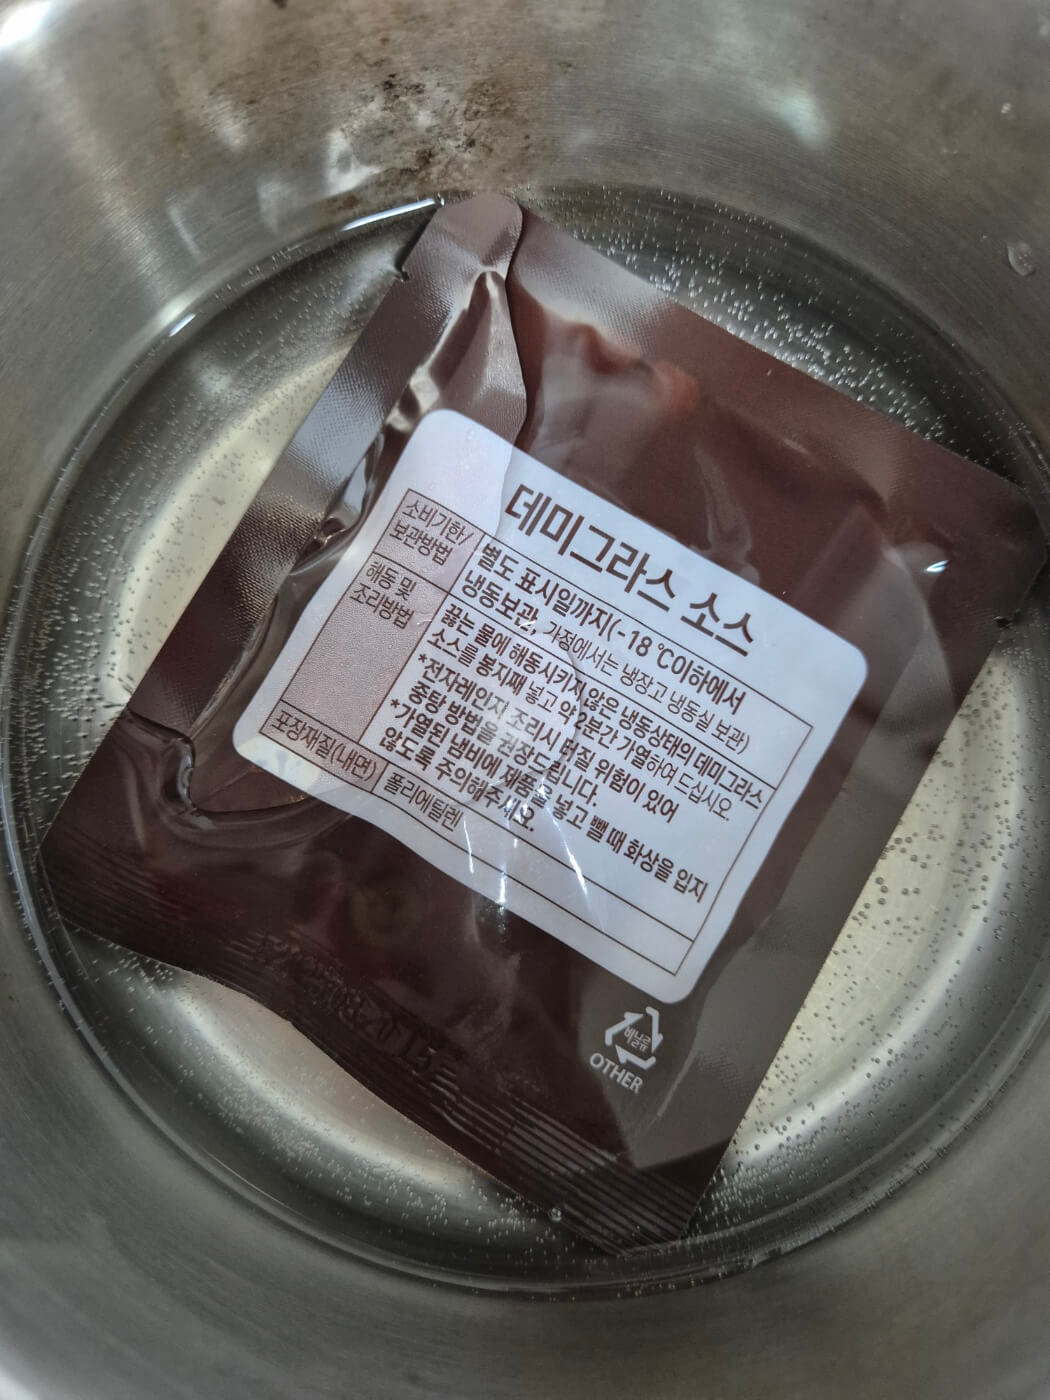 데미그라스 소스
소비기한/
보관방법
별도 표시일까지(-18 ℃이하에서
냉동보관, 가정에서는 냉장고 냉동실 보관)
해동 및
조리방법
끓는 물에 해동시키지 않은 냉동상태의 데미그라스
소스를 봉지째 넣고 약 2분간 가열하여 드십시오.
*전자레인지 조리시 터질 위험이 있어
중탕 방법을 권장드립니다.
*가열된 냄비에 제품을 넣고 뺄 때 화상을 입지
않도록 주의해주세요.
포장재질(내면)
폴리에틸렌
비닐류
OTHER